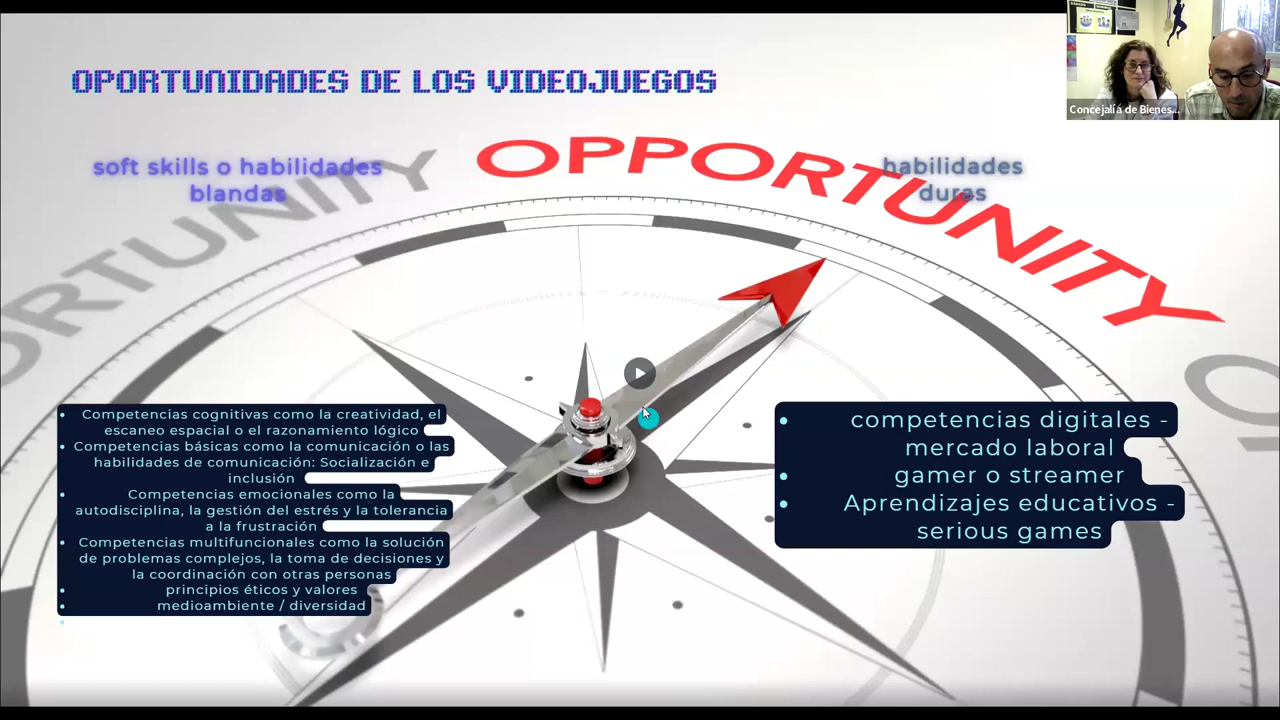 OPORTUNIDADES DE LOS VIDEOJUEGOS
soft skills o habilidades
blandas
OPPORTUNITY
habilidades
duras
ORTUNITY
Competencias cognitivas como la creatividad, el
escaneo espacial o el razonamiento lógico
Competencias básicas como la comunicación o las
habilidades de comunicación: Socialización e
inclusión
Competencias emocionales como la
autodisciplina, la gestión del estrés y la tolerancia
a la frustración
Competencias multifuncionales como la solución
de problemas complejos, la toma de decisiones y
la coordinación con otras personas
principios éticos y valores
medioambiente / diversidad
competencias digitales -
mercado laboral
gamer o streamer
Aprendizajes educativos -
serious games
Concejalía de Bienes...